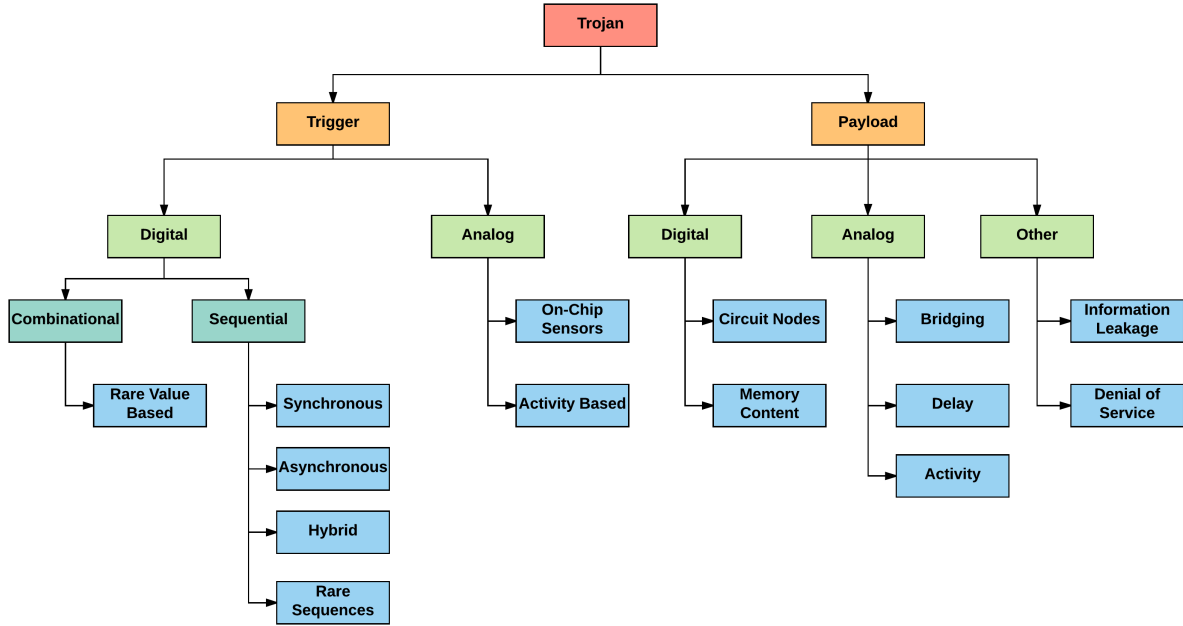 Trojan
Trigger
Payload
Digital
Analog
Digital
Analog
Other
Combinational
Sequential
On-Chip
Sensors
Circuit Nodes
Bridging
Information
Leakage
Rare Value
Based
Synchronous
Activity Based
Memory
Content
Delay
Denial of
Service
Asynchronous
Activity
Hybrid
Rare
Sequences